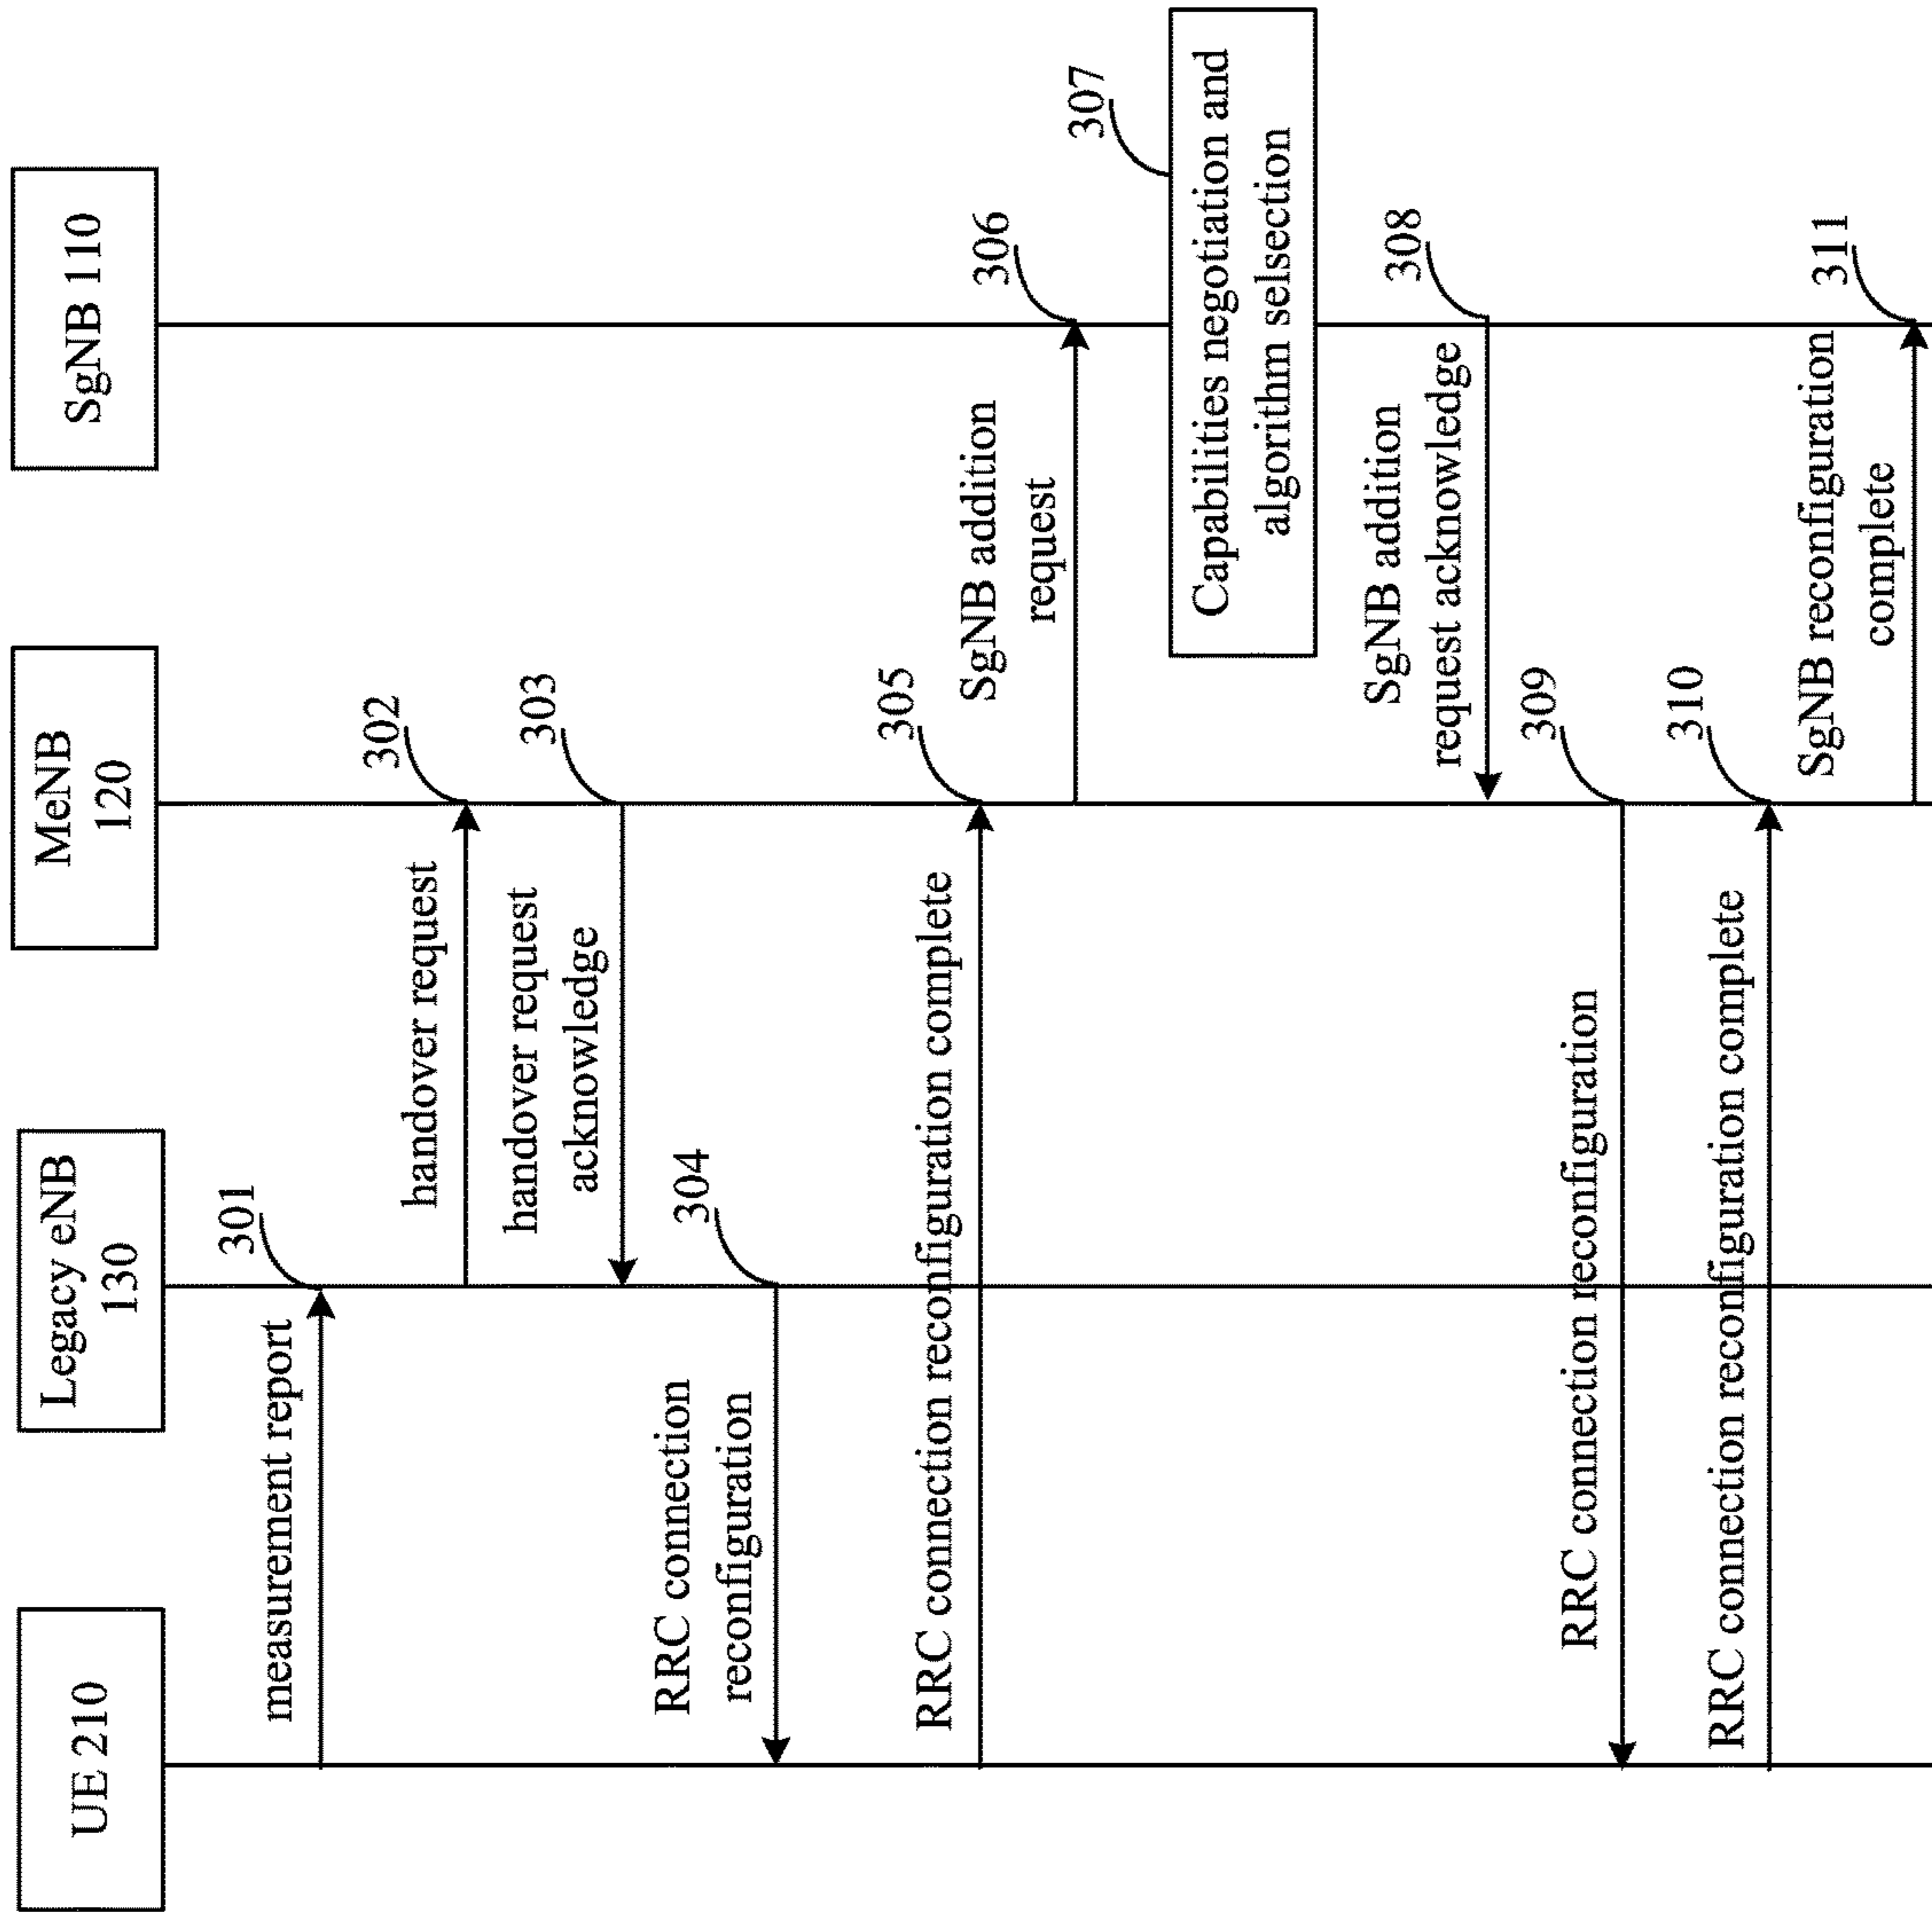 UE 210
Legacy eNB
130
MeNB
120
SgNB 110
301
measurement report
302
handover request
303
handover request
acknowledge
304
RRC connection
reconfiguration
305
RRC connection reconfiguration complete
306
SgNB addition
request
307
Capabilities negotiation and
algorithm selsection
308
SgNB addition
request acknowledge
309
RRC connection reconfiguration
310
RRC connection reconfiguration complete
311
SgNB reconfiguration
complete